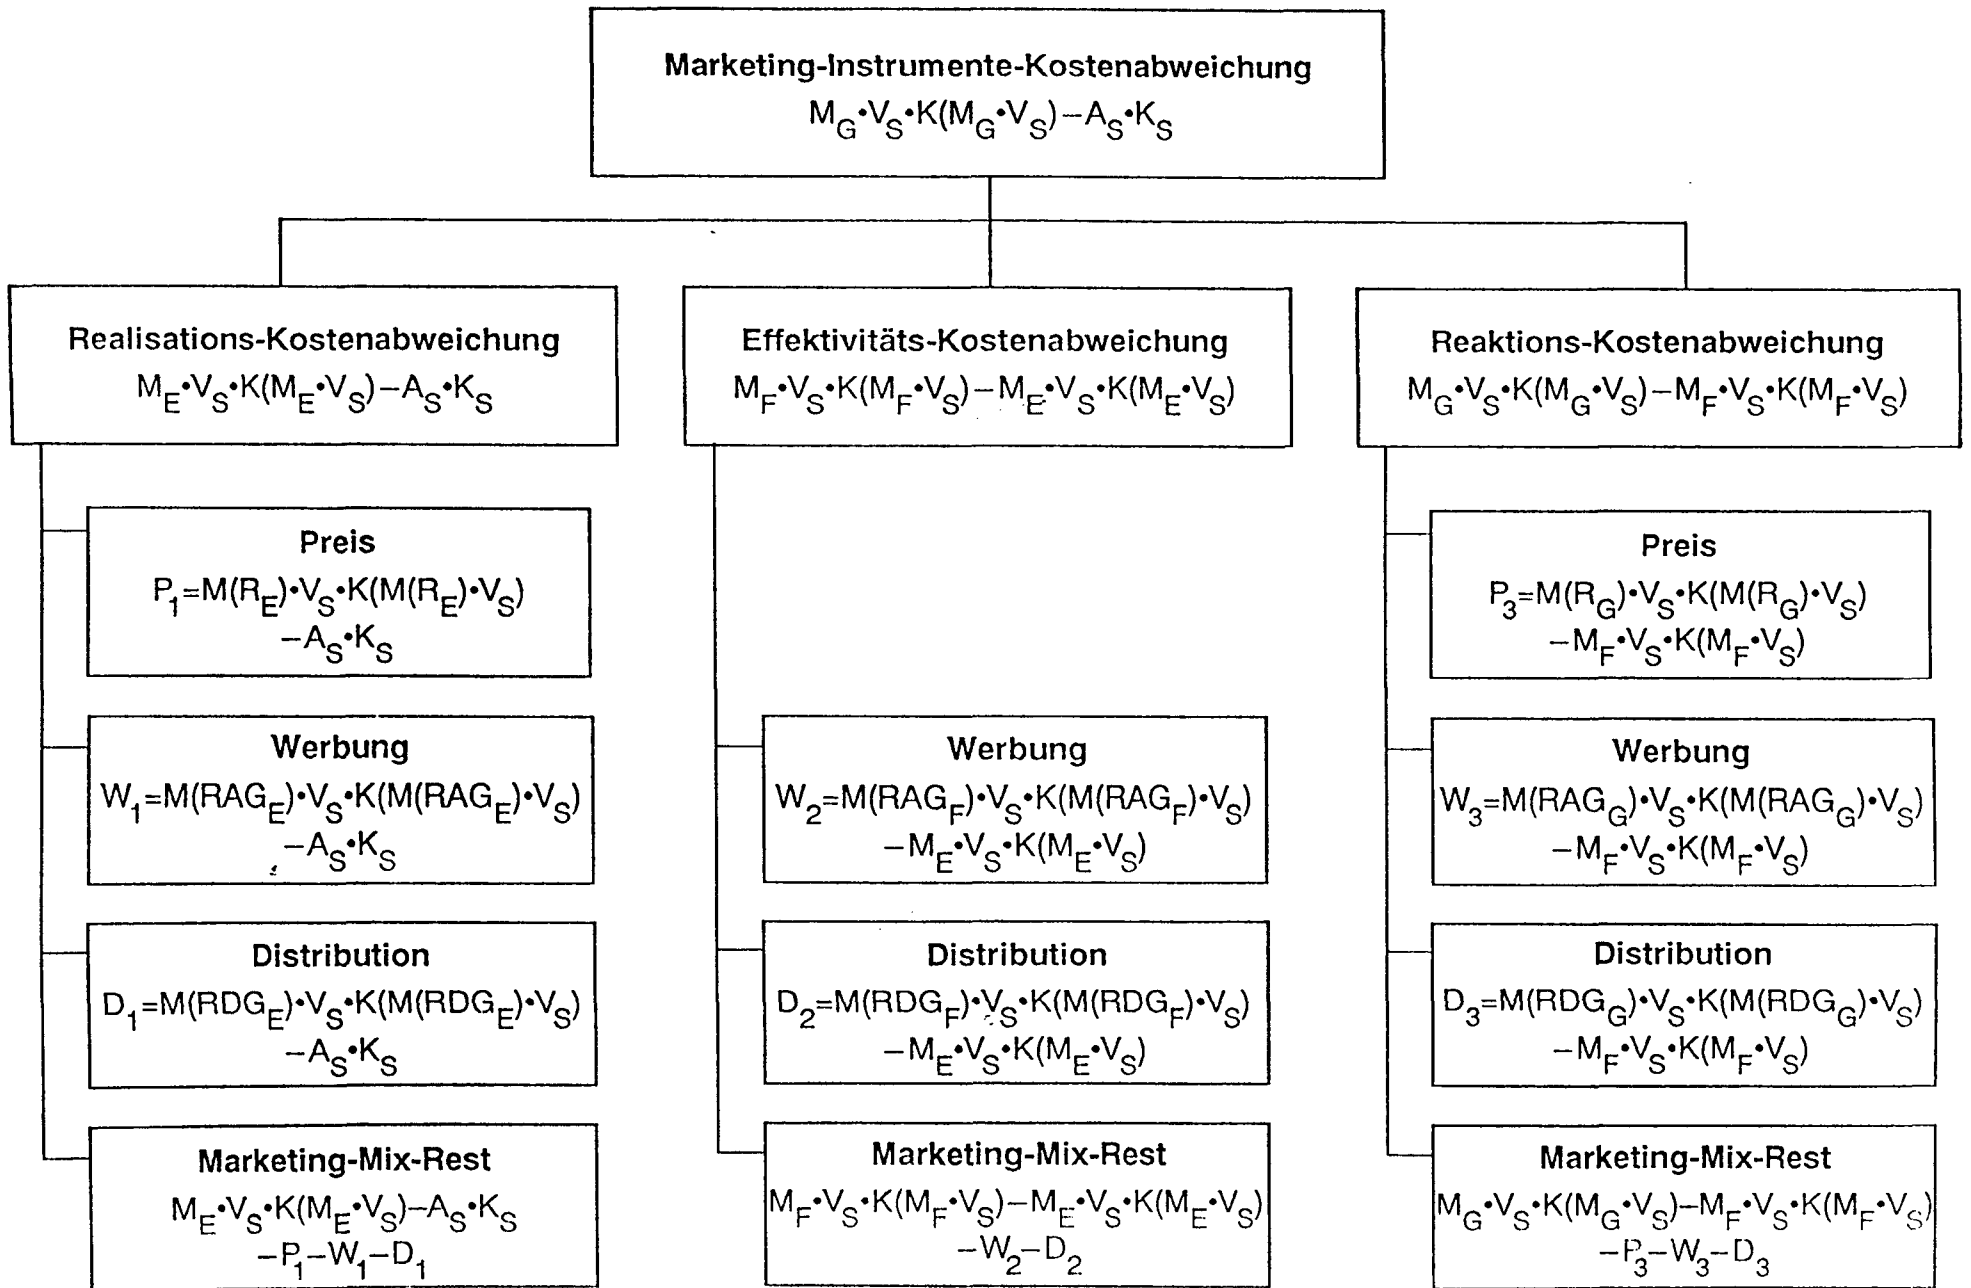 Marketing-Instrumente-Kostenabweichung
M_G•V_S•K(M_G•V_S)–A_S•K_S
Realisations-Kostenabweichung
M_E•V_S•K(M_E•V_S)–A_S•K_S
Effektivitäts-Kostenabweichung
M_F•V_S•K(M_F•V_S)–M_E•V_S•K(M_E•V_S)
Reaktions-Kostenabweichung
M_G•V_S•K(M_G•V_S)–M_F•V_S•K(M_F•V_S)
Preis
P_1=M(R_E)•V_S•K(M(R_E)•V_S)
–A_S•K_S
Preis
P_3=M(R_G)•V_S•K(M(R_G)•V_S)
–M_F•V_S•K(M_F•V_S)
Werbung
W_1=M(RAG_E)•V_S•K(M(RAG_E)•V_S)
–A_S•K_S
Werbung
W_2=M(RAG_F)•V_S•K(M(RAG_F)•V_S)
–M_E•V_S•K(M_E•V_S)
Werbung
W_3=M(RAG_G)•V_S•K(M(RAG_G)•V_S)
–M_F•V_S•K(M_F•V_S)
Distribution
D_1=M(RDG_E)•V_S•K(M(RDG_E)•V_S)
–A_S•K_S
Distribution
D_2=M(RDG_F)•V_S•K(M(RDG_F)•V_S)
–M_E•V_S•K(M_E•V_S)
Distribution
D_3=M(RDG_G)•V_S•K(M(RDG_G)•V_S)
–M_F•V_S•K(M_F•V_S)
Marketing-Mix-Rest
M_E•V_S•K(M_E•V_S)–A_S•K_S
–P_1–W_1–D_1
Marketing-Mix-Rest
M_F•V_S•K(M_F•V_S)–M_E•V_S•K(M_E•V_S)
–W_2–D_2
Marketing-Mix-Rest
M_G•V_S•K(M_G•V_S)–M_F•V_S•K(M_F•V_S)
–P_3–W_3–D_3